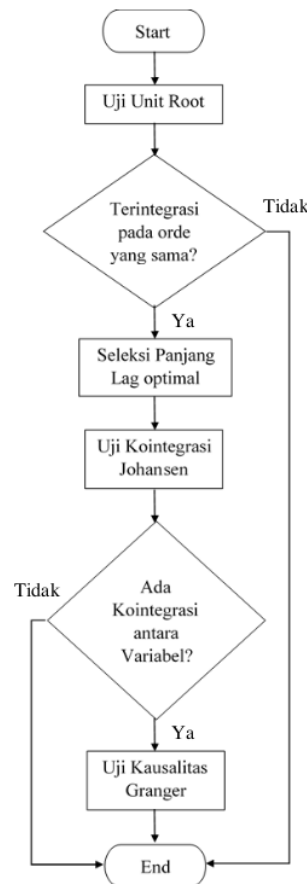 Start
Uji Unit Root
Terintegrasi
pada orde
yang sama?
Tidak
Ya
Seleksi Panjang
Lag optimal
Uji Kointegrasi
Johansen
Tidak
Ada
Kointegrasi
antara
Variabel?
Ya
Uji Kausalitas
Granger
End